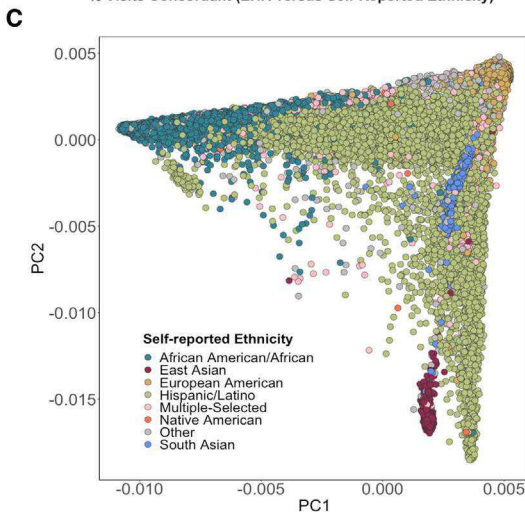 C
0.005
0.000
-0.005
-0.010
-0.015
PC2
Self-reported Ethnicity
African American/African
East Asian
European American
Hispanic/Latino
Multiple-Selected
Native American
Other
South Asian
-0.010 -0.005 0.000 0.005
PC1